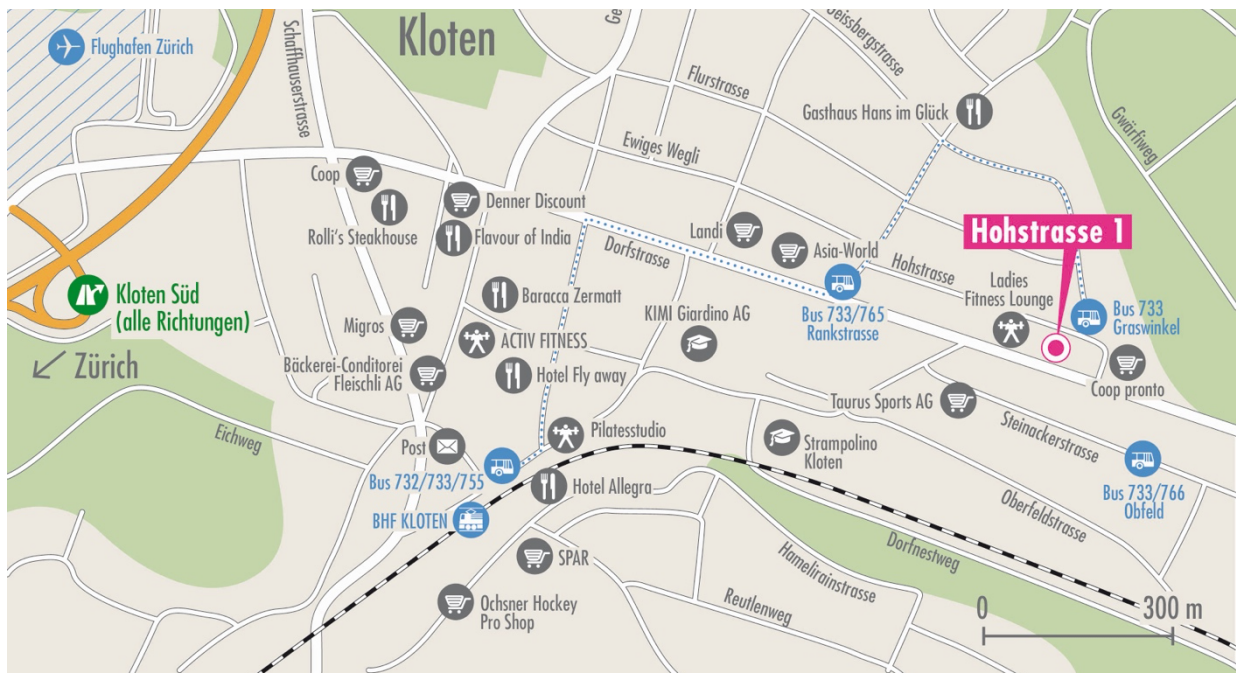 Flughafen Zürich
Schaffhauserstrasse
Kloten
Ge
Geissbergstrasse
Flurstrasse
Gasthaus Hans im Glück
Gwärfiweg
Ewiges Wegli
Coop
Rolli's Steakhouse
Denner Discount
Flavour of India
Dorfstrasse
Landi
Asia-World
Hohstrasse
Hohstrasse 1
Kloten Süd
(alle Richtungen)
Zürich
Baracca Zermatt
Migros
ACTIV FITNESS
KIMI Giardino AG
Bus 733/765
Rankstrasse
Ladies
Fitness Lounge
Bus 733
Graswinkel
Bäckerei-Conditorei
Fleischli AG
Hotel Fly away
Taurus Sports AG
Coop pronto
Eichweg
Post
Pilatesstudio
Strampolino
Kloten
Steinackerstrasse
Bus 732/733/755
Hotel Allegra
Bus 733/766
Obfeld
BHF KLOTEN
Oberfeldstrasse
SPAR
Dorfnestweg
Hamelirainstrasse
Ochsner Hockey
Pro Shop
Reutlenweg
0 300 m